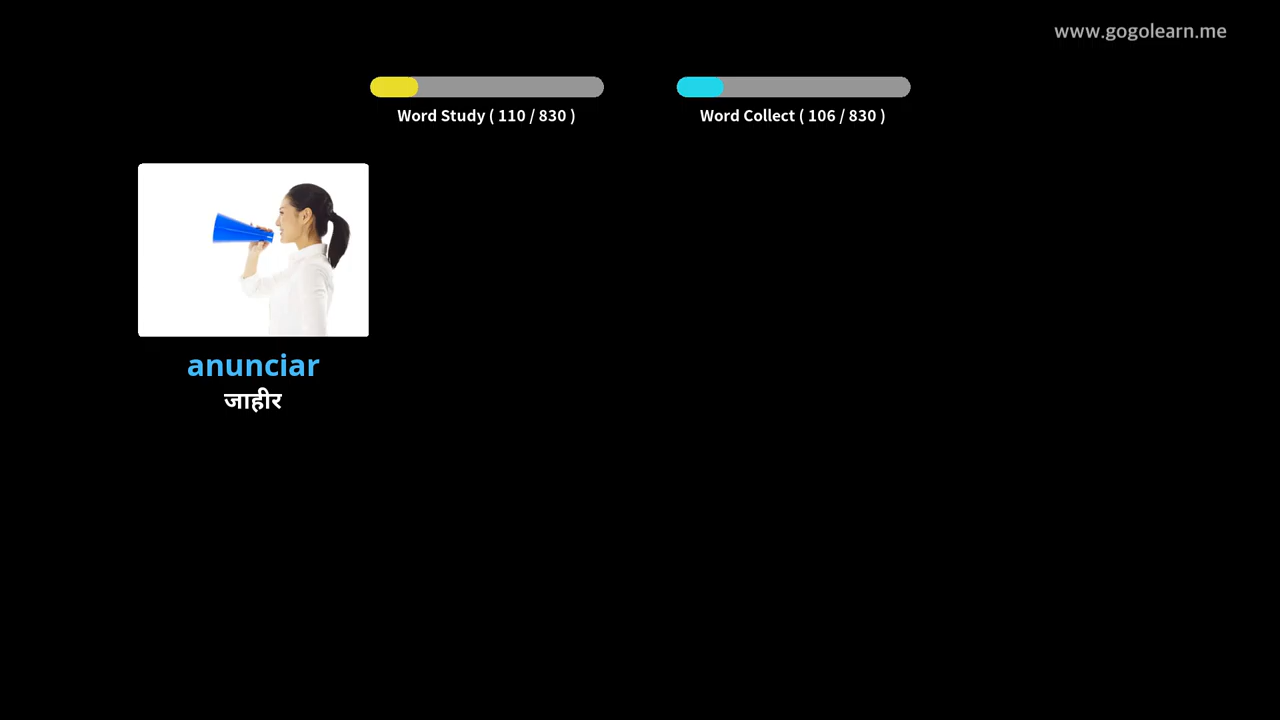 www.gogolearn.me
Word Study ( 110 / 830 )
Word Collect ( 106 / 830 )
anunciar
जाहीर